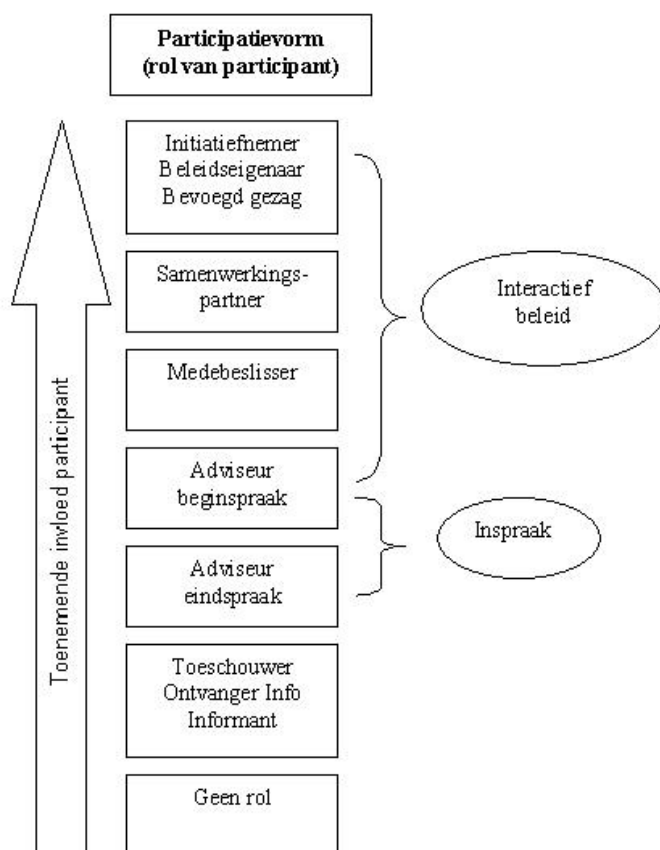 Participatievorm
(rol van participant)
Initiatiefnemer
Beleidseigenaar
Bevoegd gezag
Samenwerkings-
partner
Medebeslisser
Adviseur
beginspraak
Adviseur
eindspraak
Toeschouwer
Ontvanger Info
Informant
Geen rol
Toenemende invloed participant
Interactief
beleid
Inspraak